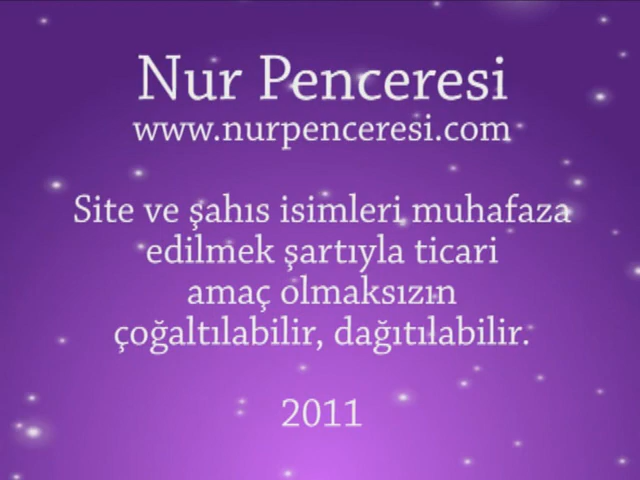 Nur Penceresi
www.nurpenceresi.com
Site ve şahıs isimleri muhafaza
edilmek şartıyla ticari
amaç olmaksızın
çoğaltılabilir, dağıtılabilir.
2011